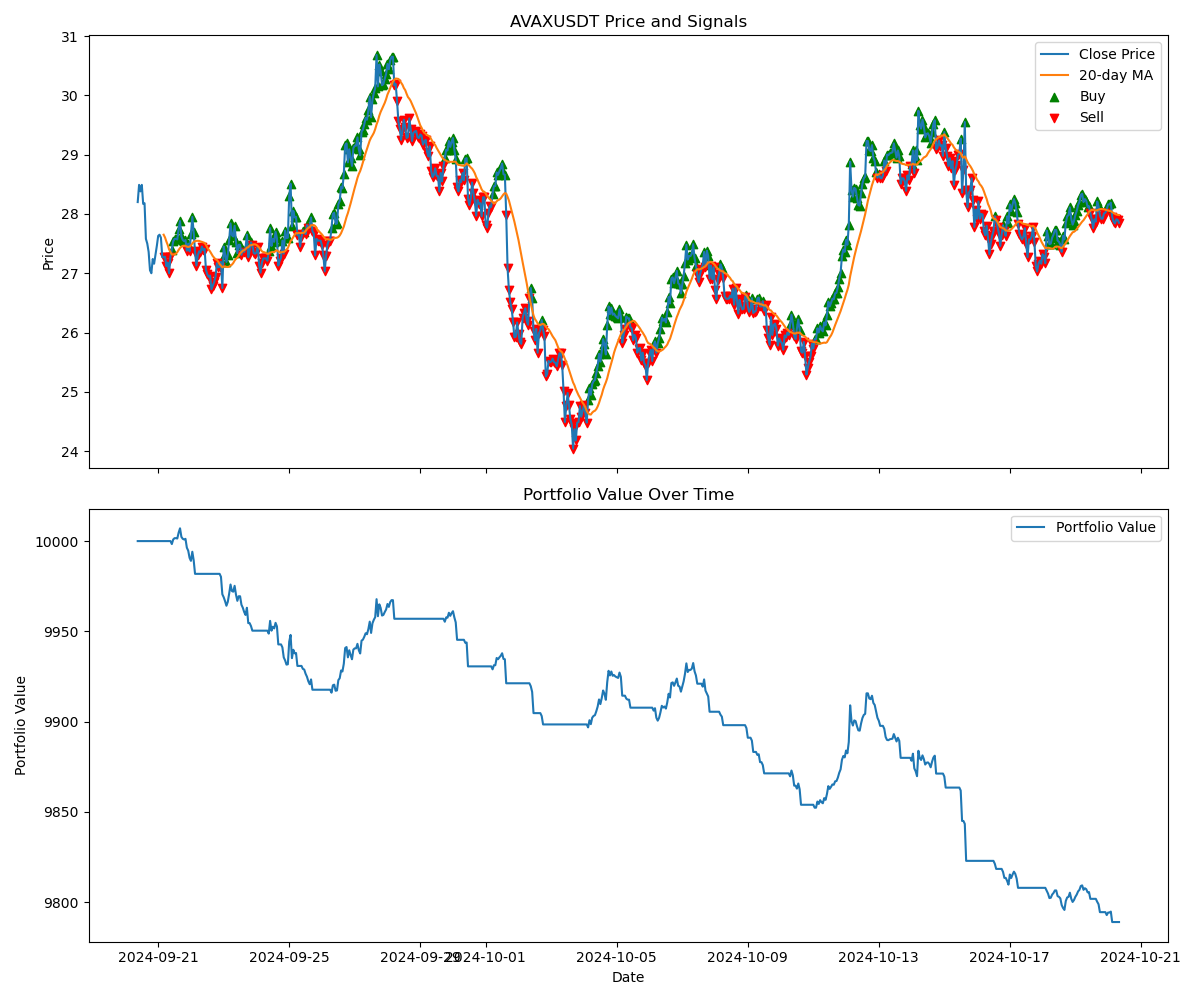 AVAXUSDT Price and Signals
31
30
29
28
27
26
25
24
Price
Close Price
20-day MA
Buy
Sell
Portfolio Value Over Time
Portfolio Value
10000
9950
9900
9850
9800
Portfolio Value
2024-09-21
2024-09-25
2024-09-29
2024-10-01
2024-10-05
2024-10-09
2024-10-13
2024-10-17
2024-10-21
Date